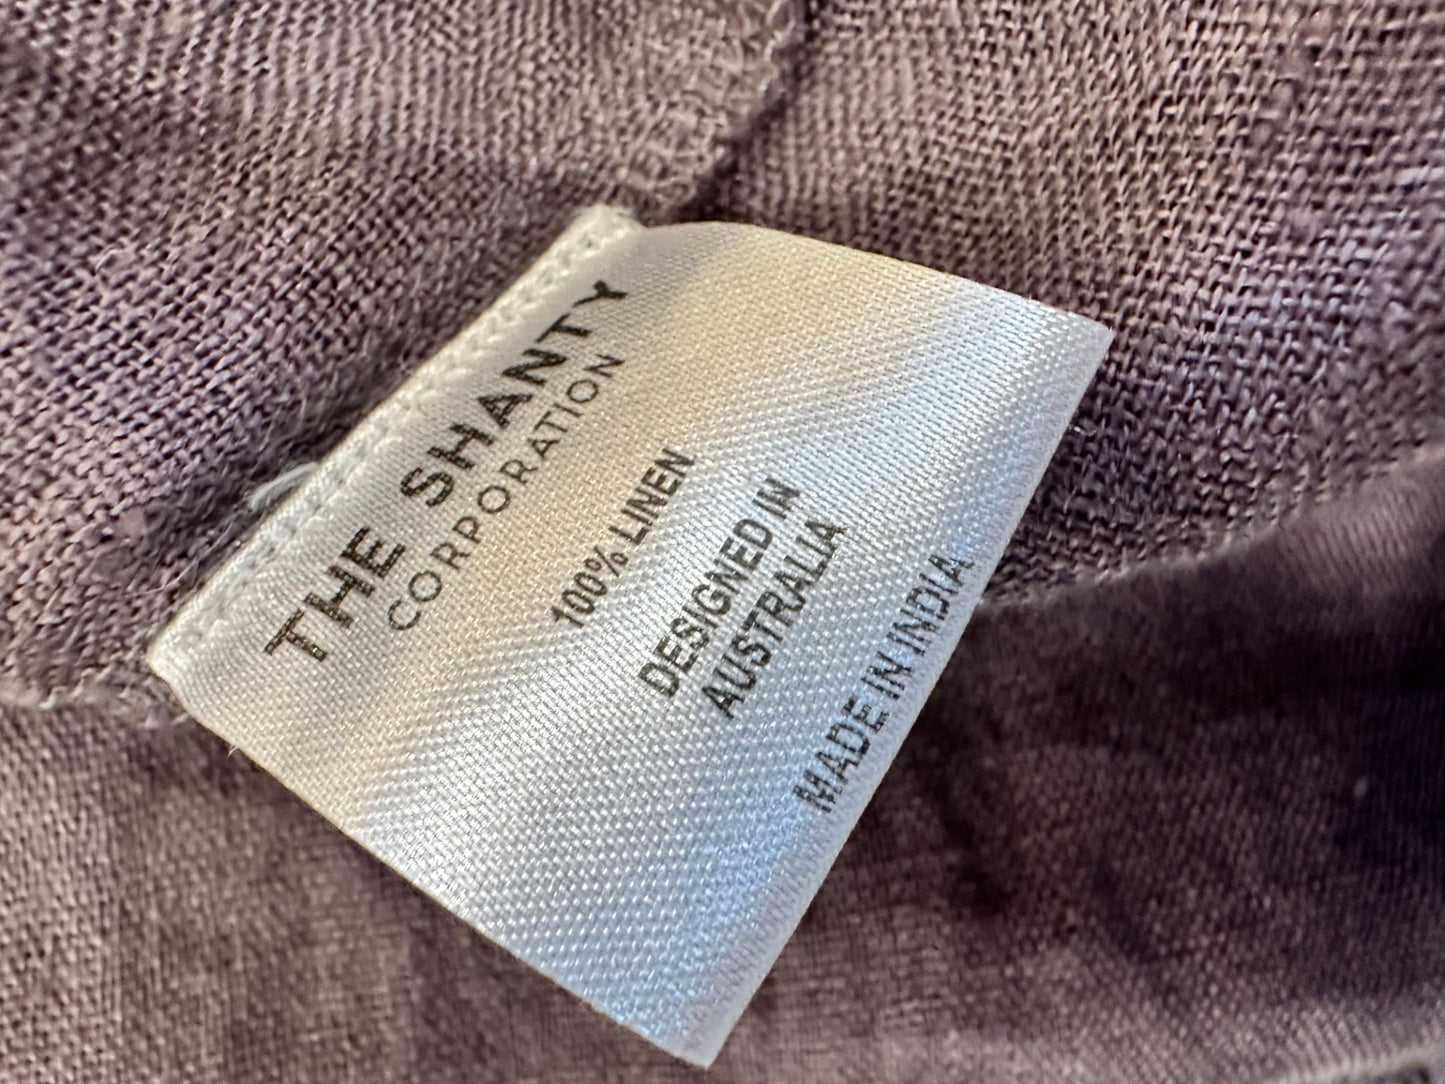 THE SHANTY
CORPORATION
100% LINEN
DESIGNED IN
AUSTRALIA
MADE IN INDIA